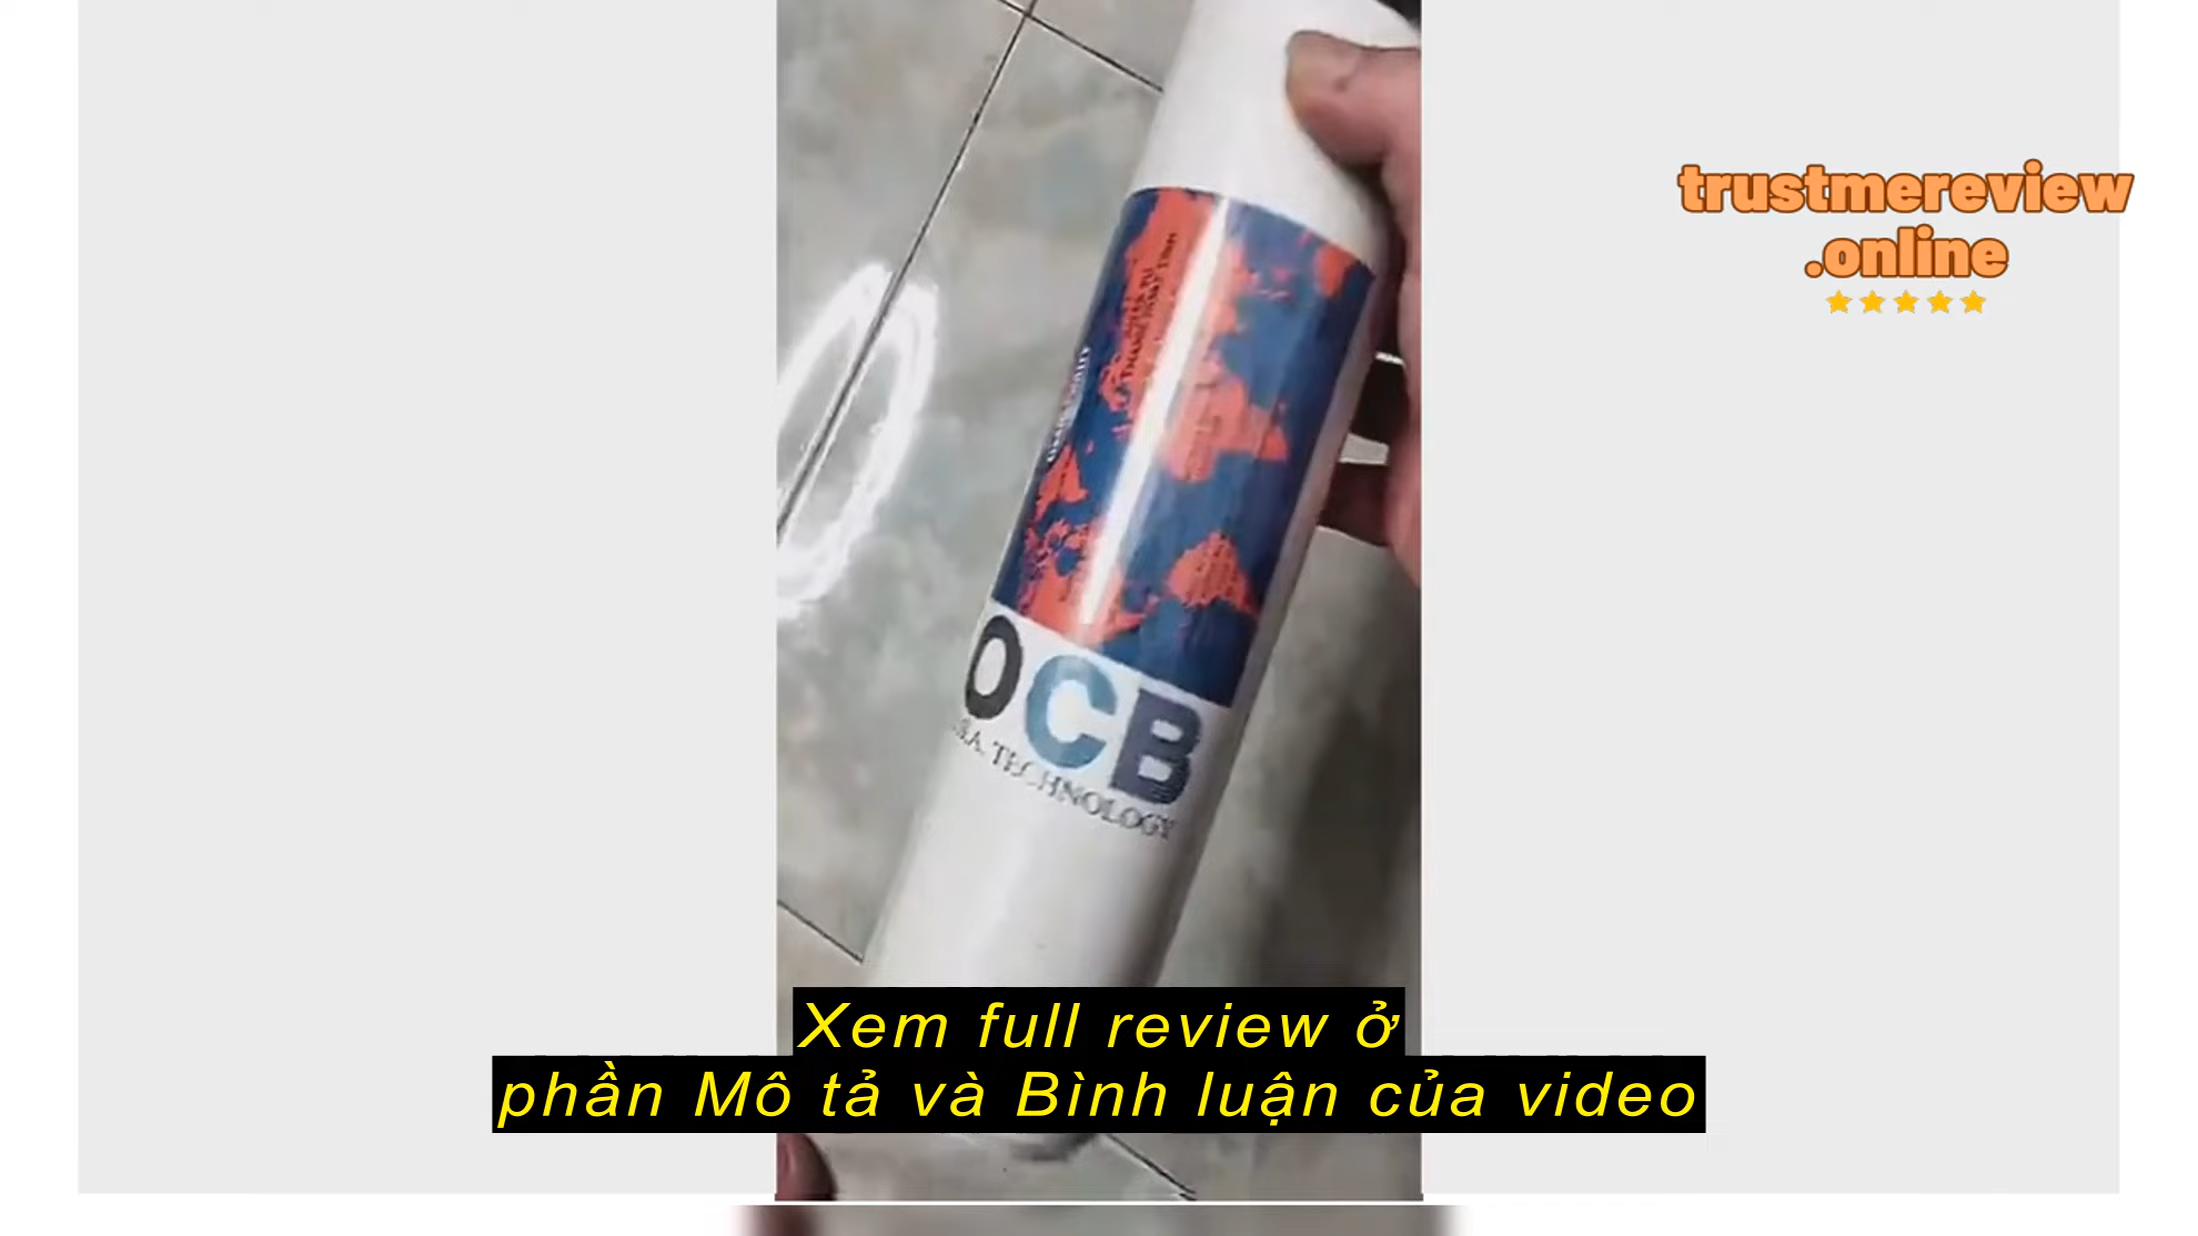 trustmereview
.online
OCB
TECHNOLOGY
Xem full review ở
phần Mô tả và Bình luận của video